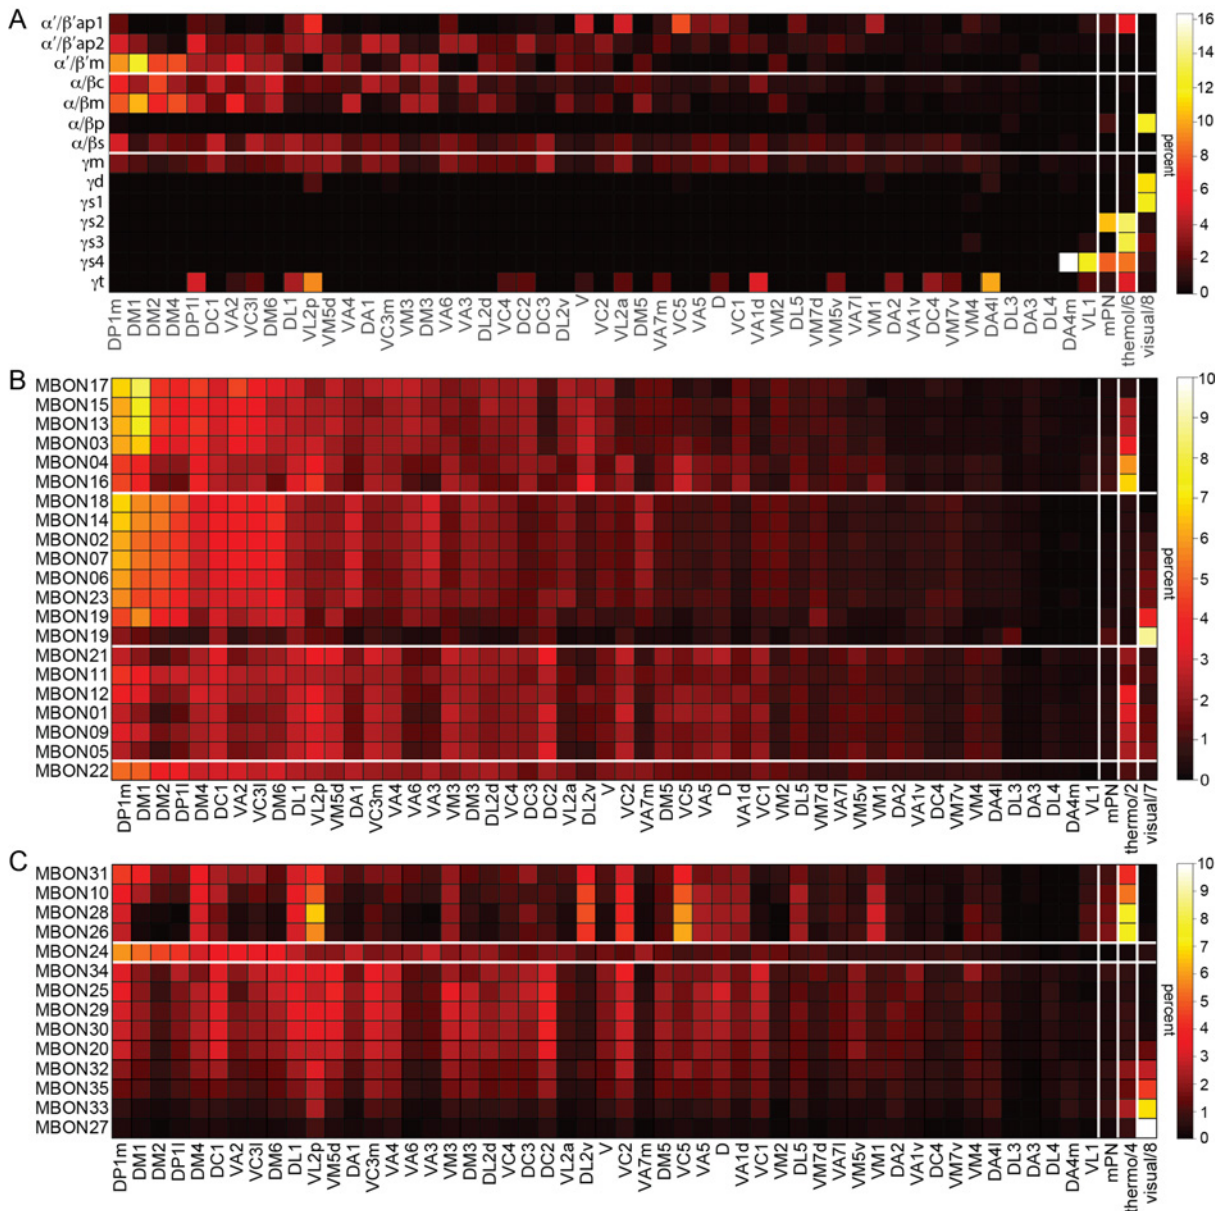 A
α′/β′ap1
α′/β′ap2
α′/β′m
α/βc
α/βm
α/βp
α/βs
γm
γd
γs1
γs2
γs3
γs4
γt
16
14
12
10
8
6
4
2
0
percent
DP1m DM1 DM2 DM4 DP1l DC1 VA2 VC3l DM6 DL1 VL2p VM5d VA4 DA1 VC3m VM3 DM3 VA6 VA3 DL2d VC4 DC2 DC3 DL2v V VC2 VL2a DM5 VA7m VC5 VA5 D VC1 VA1d VM2 DL5 VM7d VM5v VA7l VM1 DA2 VA1v DC4 VM7v VM4 DA4l DL3 DA3 DL4 DA4m VL1 mPN thermol/6 visual/8
B
MBON17
MBON15
MBON13
MBON03
MBON04
MBON16
MBON18
MBON14
MBON02
MBON07
MBON06
MBON23
MBON19
MBON19
MBON21
MBON11
MBON12
MBON01
MBON09
MBON05
MBON22
10
9
8
7
6
5
4
3
2
1
0
percent
DP1m DM1 DM2 DP1l DM4 DC1 VA2 VC3l DM6 DL1 VL2p VM5d DA1 VC3m VA4 VA6 VA3 VM3 DM3 DL2d VC4 DC3 DC2 VL2a DL2v V VC2 VA7m DM5 VC5 VA5 D VA1d VC1 VM2 DL5 VM7d VA7l VM5v VM1 DA2 VA1v DC4 VM7v VM4 DA4l DL3 DA3 DL4 DA4m VL1 mPN thermo/2 visual/7
C
MBON31
MBON10
MBON28
MBON26
MBON24
MBON34
MBON25
MBON29
MBON30
MBON20
MBON32
MBON35
MBON33
MBON27
10
9
8
7
6
5
4
3
2
1
0
percent
DP1m DM1 DM2 DP1l DM4 DC1 VA2 VC3l DM6 DL1 VL2p VM5d DA1 VC3m VA4 VA6 VA3 VM3 DM3 DL2d VC4 DC3 DC2 VL2a DL2v V VC2 VA7m DM5 VC5 VA5 D VA1d VC1 VM2 DL5 VM7d VA7l VM5v VM1 DA2 VA1v DC4 VM7v VM4 DA4l DL3 DA3 DL4 DA4m VL1 mPN thermo/4 visual/8